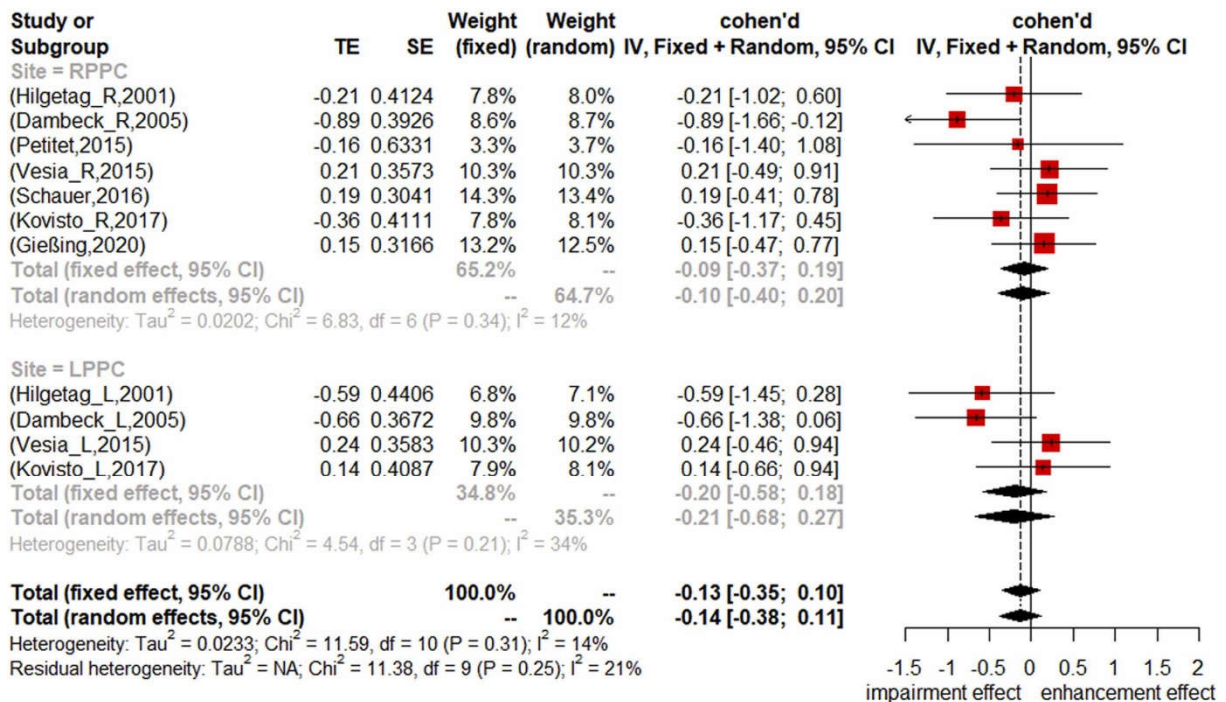 Study or Weight Weight cohen'd cohen'd
Subgroup TE SE (fixed) (random) IV, Fixed + Random, 95% CI IV, Fixed + Random, 95% CI
Site = RPPC
(Hilgetag_R,2001) -0.21 0.4124 7.8% 8.0% -0.21 [-1.02; 0.60]
(Dambeck_R,2005) -0.89 0.3926 8.6% 8.7% -0.89 [-1.66; -0.12]
(Petitet,2015) -0.16 0.6331 3.3% 3.7% -0.16 [-1.40; 1.08]
(Vesia_R,2015) 0.21 0.3573 10.3% 10.3% 0.21 [-0.49; 0.91]
(Schauer,2016) 0.19 0.3041 14.3% 13.4% 0.19 [-0.41; 0.78]
(Kovisto_R,2017) -0.36 0.4111 7.8% 8.1% -0.36 [-1.17; 0.45]
(Gießing,2020) 0.15 0.3166 13.2% 12.5% 0.15 [-0.47; 0.77]
Total (fixed effect, 95% CI) 65.2% -- -0.09 [-0.37; 0.19]
Total (random effects, 95% CI) -- 64.7% -0.10 [-0.40; 0.20]
Heterogeneity: Tau² = 0.0202; Chi² = 6.83, df = 6 (P = 0.34); I² = 12%
Site = LPPC
(Hilgetag_L,2001) -0.59 0.4406 6.8% 7.1% -0.59 [-1.45; 0.28]
(Dambeck_L,2005) -0.66 0.3672 9.8% 9.8% -0.66 [-1.38; 0.06]
(Vesia_L,2015) 0.24 0.3583 10.3% 10.2% 0.24 [-0.46; 0.94]
(Kovisto_L,2017) 0.14 0.4087 7.9% 8.1% 0.14 [-0.66; 0.94]
Total (fixed effect, 95% CI) 34.8% -- -0.20 [-0.58; 0.18]
Total (random effects, 95% CI) -- 35.3% -0.21 [-0.68; 0.27]
Heterogeneity: Tau² = 0.0788; Chi² = 4.54, df = 3 (P = 0.21); I² = 34%
Total (fixed effect, 95% CI) 100.0% -- -0.13 [-0.35; 0.10]
Total (random effects, 95% CI) -- 100.0% -0.14 [-0.38; 0.11]
Heterogeneity: Tau² = 0.0233; Chi² = 11.59, df = 10 (P = 0.31); I² = 14%
Residual heterogeneity: Tau² = NA; Chi² = 11.38, df = 9 (P = 0.25); I² = 21%
-1.5 -1 -0.5 0 0.5 1 1.5 2
impairment effect enhancement effect